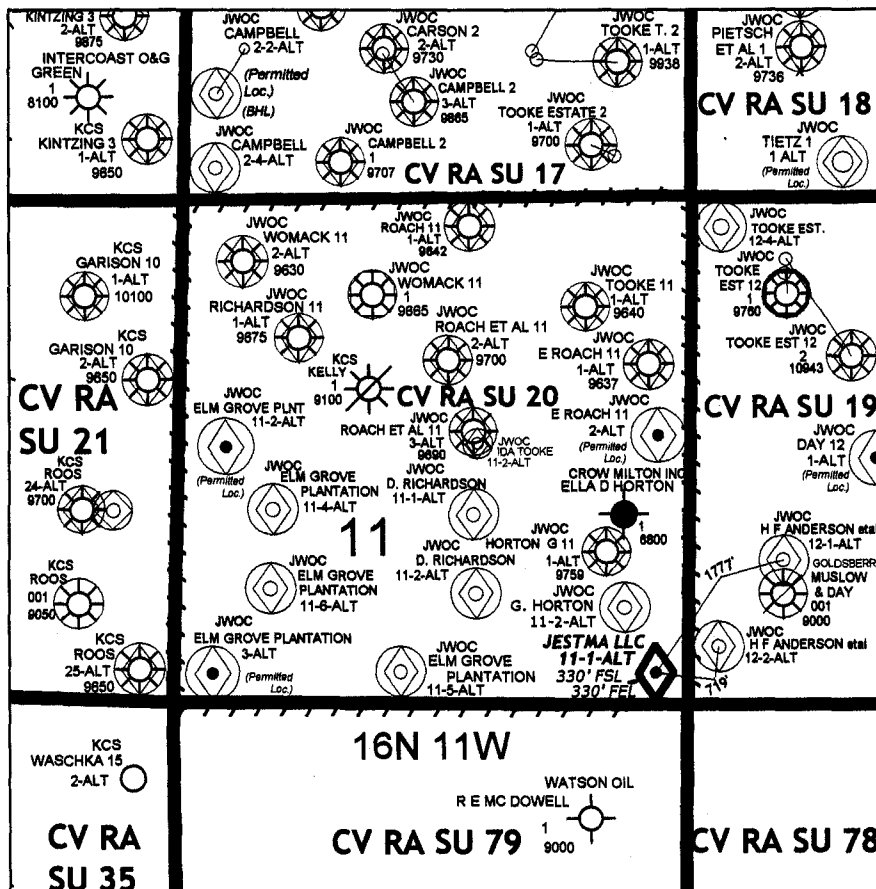 KINTZING 3
2-ALT
9875
INTERCOAST O&G
GREEN
1
8100
KCS
KINTZING 3
1-ALT
9650
JWOC
CAMPBELL
2-2-ALT
(Permitted
Loc.)
(BHL)
JWOC
CAMPBELL
2-4-ALT
JWOC
CARSON 2
2-ALT
9730
JWOC
CAMPBELL 2
3-ALT
9865
JWOC
CAMPBELL 2
1
9707
JWOC
TOOKE T. 2
1-ALT
9938
JWOC
TOOKE ESTATE 2
1-ALT
9700
CV RA SU 17
JWOC
PIETSCH
ET AL 1
2-ALT
9736
CV RA SU 18
JWOC
TIETZ 1
1 ALT
(Permitted
Loc.)
KCS
GARISON 10
1-ALT
10100
KCS
GARISON 10
2-ALT
9650
CV RA
SU 21
KCS
ROOS
24-ALT
9700
KCS
ROOS
001
9050
KCS
ROOS
25-ALT
9650
JWOC
WOMACK 11
2-ALT
9630
JWOC
ROACH 11
1-ALT
9642
JWOC
WOMACK 11
1
9665
JWOC
RICHARDSON 11
1-ALT
9675
JWOC
TOOKE 11
1-ALT
9640
JWOC
ROACH ET AL 11
2-ALT
9700
JWOC
E ROACH 11
1-ALT
9637
KCS
KELLY
1
9100
CV RA SU 20
JWOC
ELM GROVE PLNT
11-2-ALT
(Permitted
Loc.)
JWOC
ROACH ET AL 11
3-ALT
9690
JWOC
IDA TOOKE
11-2-ALT
JWOC
E ROACH 11
2-ALT
(Permitted
Loc.)
JWOC
ELM GROVE
PLANTATION
11-4-ALT
JWOC
D. RICHARDSON
11-1-ALT
CROW MILTON INC
ELLA D HORTON
1
6800
11
JWOC
ELM GROVE
PLANTATION
11-6-ALT
JWOC
D. RICHARDSON
11-2-ALT
JWOC
HORTON G 11
1-ALT
9759
JWOC
G. HORTON
11-2-ALT
JWOC
ELM GROVE PLANTATION
3-ALT
(Permitted
Loc.)
JWOC
ELM GROVE
PLANTATION
11-5-ALT
JESTMA LLC
11-1-ALT
330' FSL
330' FEL
JWOC
TOOKE EST.
12-4-ALT
JWOC
TOOKE
EST 12
1
9760
JWOC
TOOKE EST 12
2
10943
CV RA SU 19
JWOC
DAY 12
1-ALT
(Permitted
Loc.)
JWOC
H F ANDERSON etal
12-1-ALT
1777'
GOLDSBERR
MUSLOW
& DAY
001
9000
JWOC
H F ANDERSON etal
12-2-ALT
719'
KCS
WASCHKA 15
2-ALT
CV RA
SU 35
16N 11W
WATSON OIL
R E MC DOWELL
1
9000
CV RA SU 79
CV RA SU 78